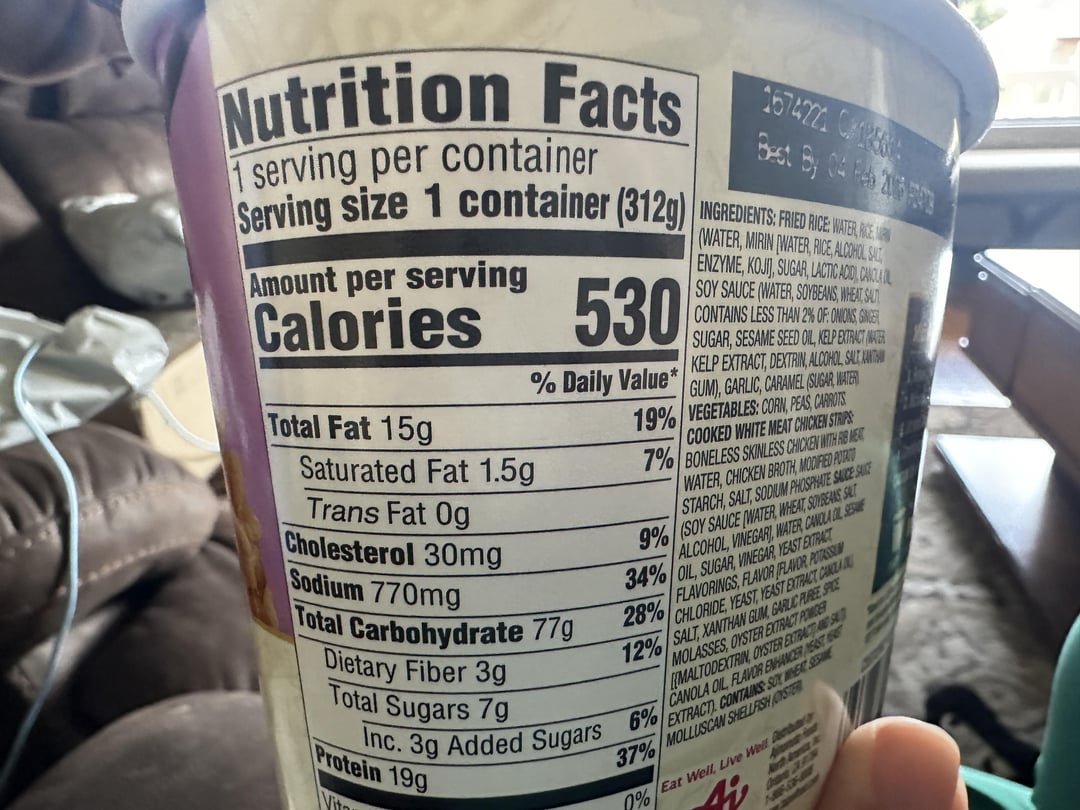 Nutrition Facts
1 serving per container
Serving size 1 container (312g)
Amount per serving
Calories 530
% Daily Value*
Total Fat 15g 19%
Saturated Fat 1.5g 7%
Trans Fat 0g
Cholesterol 30mg 9%
Sodium 770mg 34%
Total Carbohydrate 77g 28%
Dietary Fiber 3g 12%
Total Sugars 7g
Inc. 3g Added Sugars 6%
Protein 19g 37%
0%
1674221
Best By 04 Feb
INGREDIENTS: FRIED RICE: WATER, RICE, MIRIN
(WATER, MIRIN [WATER, RICE, ALCOHOL, SALT,
ENZYME, KOJI], SUGAR, LACTIC ACID), CANOLA OIL,
SOY SAUCE (WATER, SOYBEANS, WHEAT, SALT),
CONTAINS LESS THAN 2% OF: ONIONS, GINGER,
SUGAR, SESAME SEED OIL, KELP EXTRACT (WATER,
KELP EXTRACT, DEXTRIN, ALCOHOL, SALT, XANTHAN
GUM), GARLIC, CARAMEL (SUGAR, WATER).
VEGETABLES: CORN, PEAS, CARROTS.
COOKED WHITE MEAT CHICKEN STRIPS:
BONELESS SKINLESS CHICKEN WITH RIB MEAT,
WATER, CHICKEN BROTH, MODIFIED POTATO
STARCH, SALT, SODIUM PHOSPHATE. SAUCE: SAUCE
(SOY SAUCE [WATER, WHEAT, SOYBEANS, SALT,
ALCOHOL, VINEGAR], WATER, CANOLA OIL, SESAME
OIL, SUGAR, VINEGAR, YEAST EXTRACT,
FLAVORINGS, FLAVOR [FLAVOR, POTASSIUM
CHLORIDE, YEAST, YEAST EXTRACT, CANOLA OIL],
SALT, XANTHAN GUM, GARLIC PUREE, SPICE,
MOLASSES, OYSTER EXTRACT POWDER
[MALTODEXTRIN, OYSTER EXTRACT, AND SALT],
CANOLA OIL, FLAVOR ENHANCER [YEAST, YEAST
EXTRACT). CONTAINS: SOY, WHEAT, SESAME,
MOLLUSCAN SHELLFISH (OYSTER).
Eat Well, Live Well.
Distributed by
Ajinomoto Foods
North America, Inc.